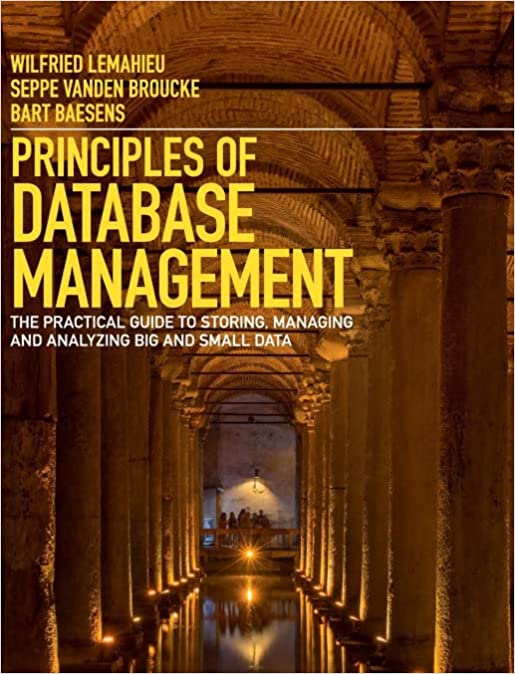 WILFRIED LEMAHIEU
SEPPE VANDEN BROUCKE
BART BAESENS
PRINCIPLES OF
DATABASE
MANAGEMENT
THE PRACTICAL GUIDE TO STORING, MANAGING
AND ANALYZING BIG AND SMALL DATA